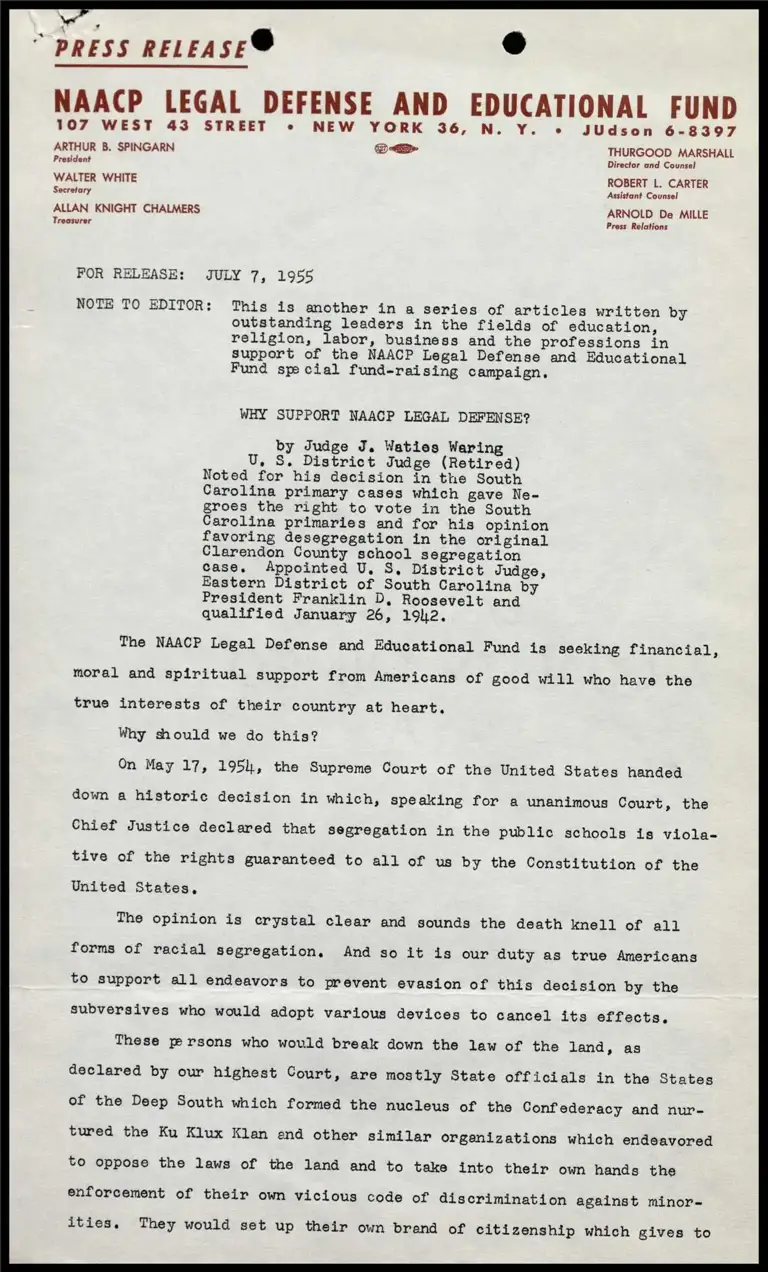 PRESS RELEASE
NAACP LEGAL DEFENSE AND EDUCATIONAL FUND
107 WEST 43 STREET • NEW YORK 36, N. Y. • JUdson 6-8397
ARTHUR B. SPINGARN
President
WALTER WHITE
Secretary
ALLAN KNIGHT CHALMERS
Treasurer
THURGOOD MARSHALL
Director and Counsel
ROBERT L. CARTER
Assistant Counsel
ARNOLD De MILLE
Press Relations
FOR RELEASE: JULY 7, 1955
NOTE TO EDITOR: This is another in a series of articles written by
outstanding leaders in the fields of education,
religion, labor, business and the professions in
support of the NAACP Legal Defense and Educational
Fund special fund-raising campaign.
WHY SUPPORT NAACP LEGAL DEFENSE?
by Judge J. Waties Waring
U. S. District Judge (Retired)
Noted for his decision in the South
Carolina primary cases which gave Ne-
groes the right to vote in the South
Carolina primaries and for his opinion
favoring desegregation in the original
Clarendon County school segregation
case. Appointed U. S. District Judge,
Eastern District of South Carolina by
President Franklin D. Roosevelt and
qualified January 26, 1942.
The NAACP Legal Defense and Educational Fund is seeking financial,
moral and spiritual support from Americans of good will who have the
true interests of their country at heart.
Why should we do this?
On May 17, 1954, the Supreme Court of the United States handed
down a historic decision in which, speaking for a unanimous Court, the
Chief Justice declared that segregation in the public schools is viola-
tive of the rights guaranteed to all of us by the Constitution of the
United States.
The opinion is crystal clear and sounds the death knell of all
forms of racial segregation. And so it is our duty as true Americans
to support all endeavors to prevent evasion of this decision by the
subversives who would adopt various devices to cancel its effects.
These persons who would break down the law of the land, as
declared by our highest Court, are mostly State officials in the States
of the Deep South which formed the nucleus of the Confederacy and nur-
tured the Ku Klux Klan and other similar organizations which endeavored
to oppose the laws of the land and to take into their own hands the
enforcement of their own vicious code of discrimination against minor-
ities. They would set up their own brand of citizenship which gives to